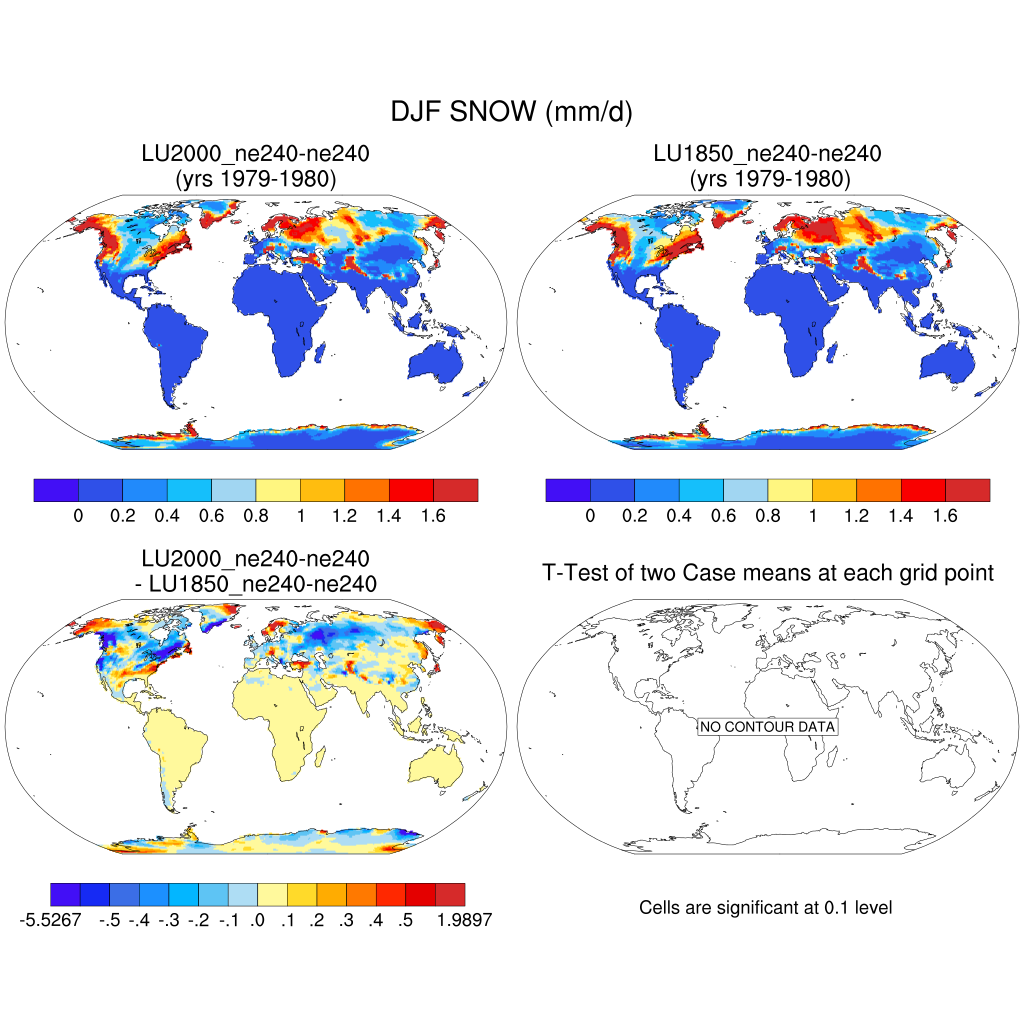 DJF SNOW (mm/d)
LU2000_ne240-ne240
(yrs 1979-1980)
LU1850_ne240-ne240
(yrs 1979-1980)
0 0.2 0.4 0.6 0.8 1 1.2 1.4 1.6
0 0.2 0.4 0.6 0.8 1 1.2 1.4 1.6
LU2000_ne240-ne240
- LU1850_ne240-ne240
T-Test of two Case means at each grid point
NO CONTOUR DATA
-5.5267 -.5 -.4 -.3 -.2 -.1 .0 .1 .2 .3 .4 .5 1.9897
Cells are significant at 0.1 level